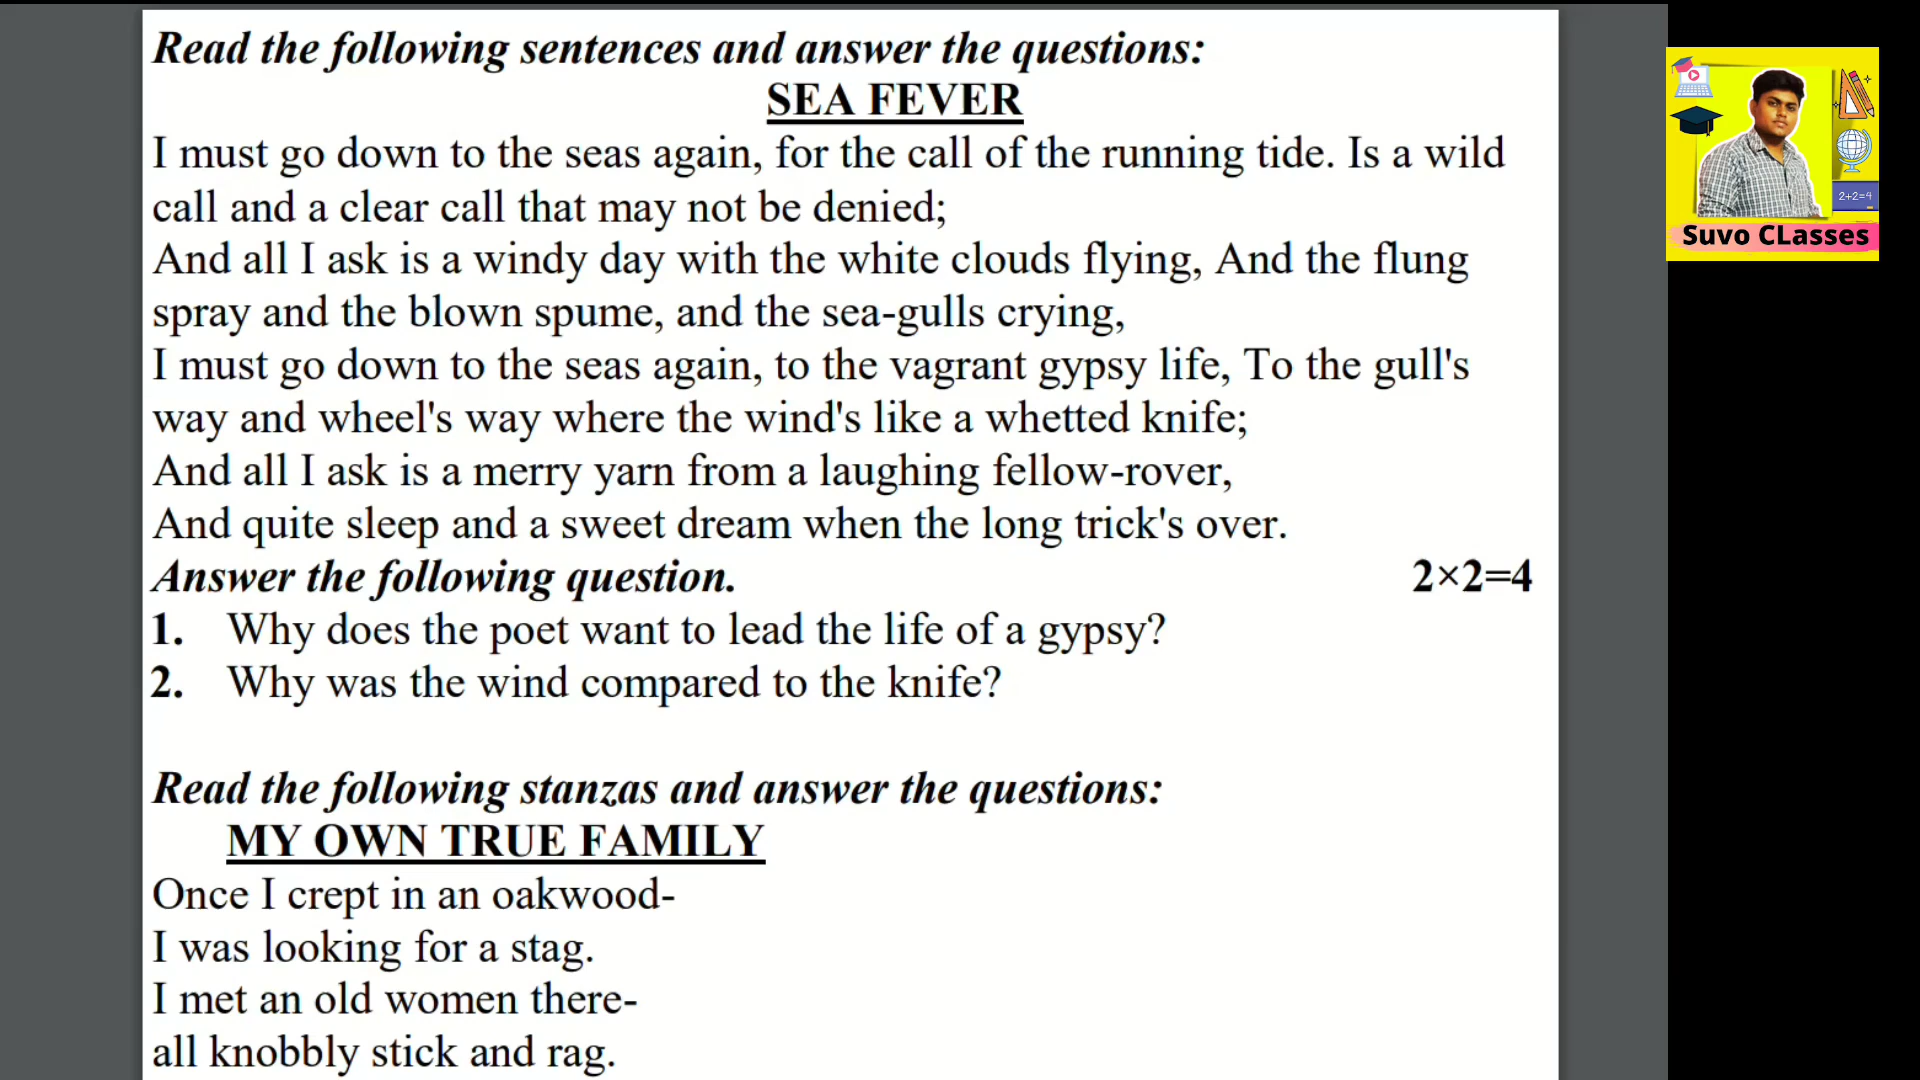 Read the following sentences and answer the questions:
SEA FEVER
I must go down to the seas again, for the call of the running tide. Is a wild
call and a clear call that may not be denied;
And all I ask is a windy day with the white clouds flying, And the flung
spray and the blown spume, and the sea-gulls crying,
I must go down to the seas again, to the vagrant gypsy life, To the gull's
way and wheel's way where the wind's like a whetted knife;
And all I ask is a merry yarn from a laughing fellow-rover,
And quite sleep and a sweet dream when the long trick's over.
Answer the following question. 2×2=4
1. Why does the poet want to lead the life of a gypsy?
2. Why was the wind compared to the knife?
Read the following stanzas and answer the questions:
MY OWN TRUE FAMILY
Once I crept in an oakwood-
I was looking for a stag.
I met an old women there-
all knobbly stick and rag.
2+2=4
Suvo CLasses